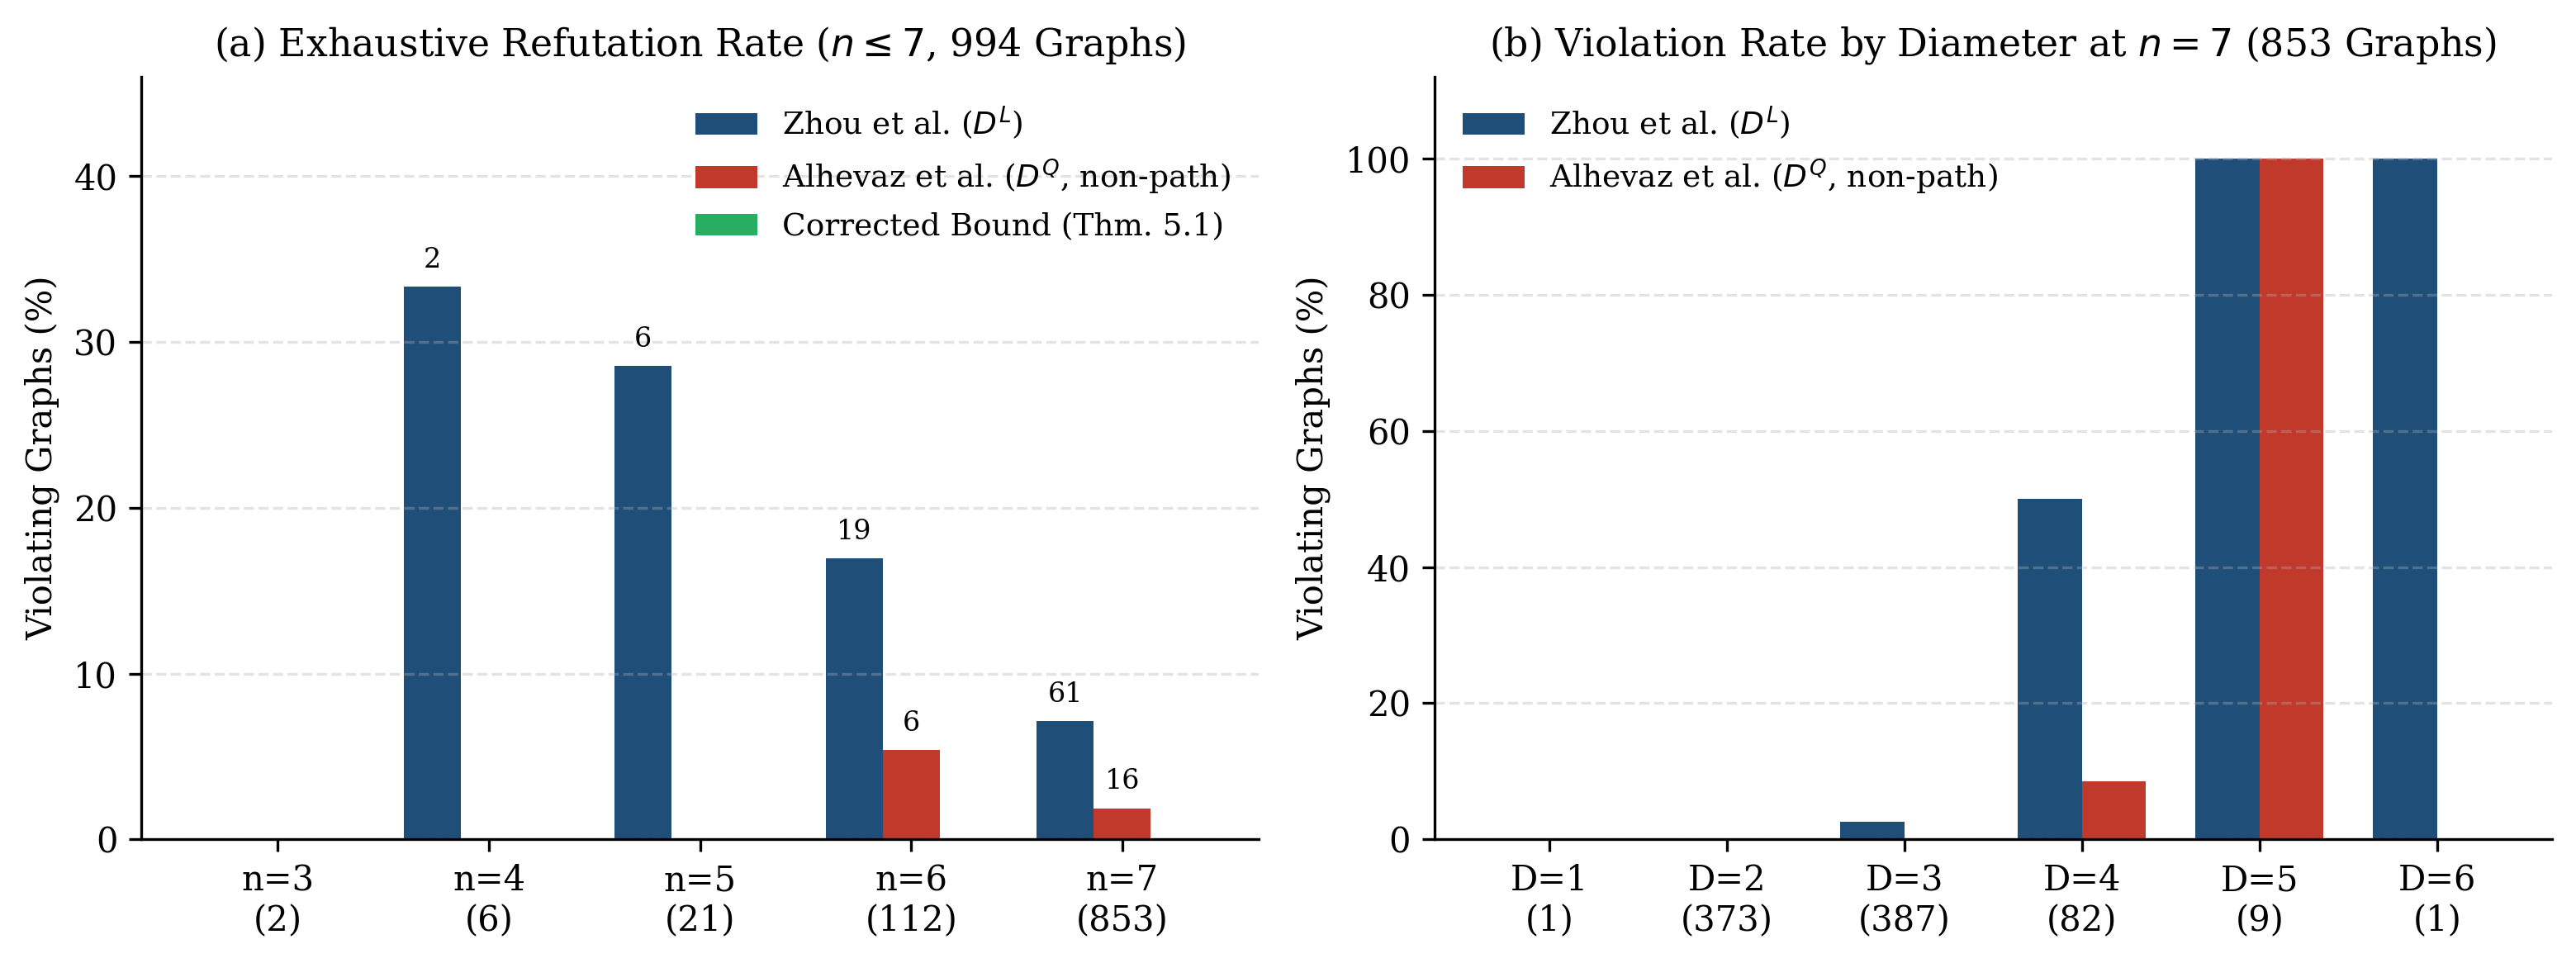 (a) Exhaustive Refutation Rate (n ≤ 7, 994 Graphs)
Violating Graphs (%)
40
30
20
10
0
Zhou et al. (D^L)
Alhevaz et al. (D^Q, non-path)
Corrected Bound (Thm. 5.1)
2
6
19
6
61
16
n=3 n=4 n=5 n=6 n=7
(2) (6) (21) (112) (853)
(b) Violation Rate by Diameter at n = 7 (853 Graphs)
Violating Graphs (%)
100
80
60
40
20
0
Zhou et al. (D^L)
Alhevaz et al. (D^Q, non-path)
D=1 D=2 D=3 D=4 D=5 D=6
(1) (373) (387) (82) (9) (1)